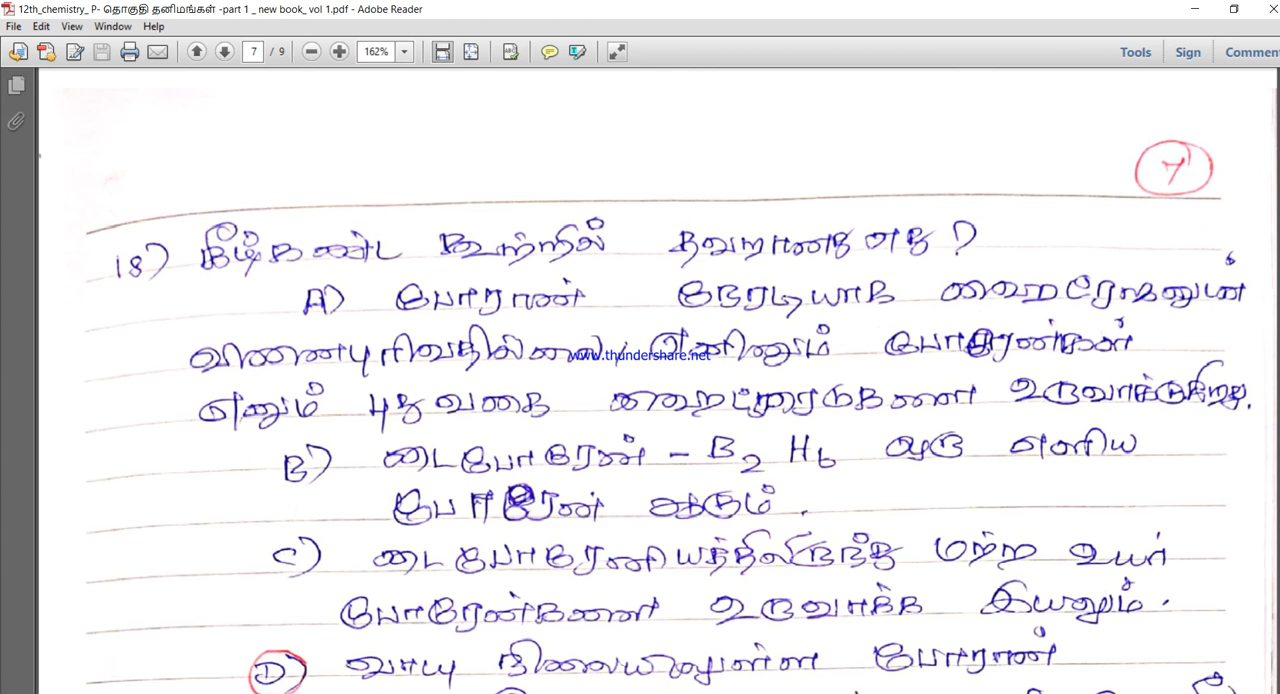 12th_chemistry_ P- தொகுதி தனிமங்கள் -part 1 _ new book_ vol 1.pdf - Adobe Reader
File Edit View Window Help
7 / 9 162% Tools Sign Comment
7
18) கீழ்கண்ட கூற்றில் தவறானது எது?
A) போரான் நேரடியாக ஹைட்ரோஜனுடன்
வினைபுரிவதில்லை, எனினும் போரேன்கள்
www.thundershare.net
எனும் புதுவகை ஹைட்ரைடுகளை உருவாக்குகிறது.
B) டைபோரேன் - B2 H6 ஒரு எளிய
போரேன் ஆகும்.
C) டைபோரேனியத்திலிருந்து மற்ற உயர்
போரேன்களை உருவாக்க இயலும்.
D) வாயு நிலையிலுள்ள போரான்